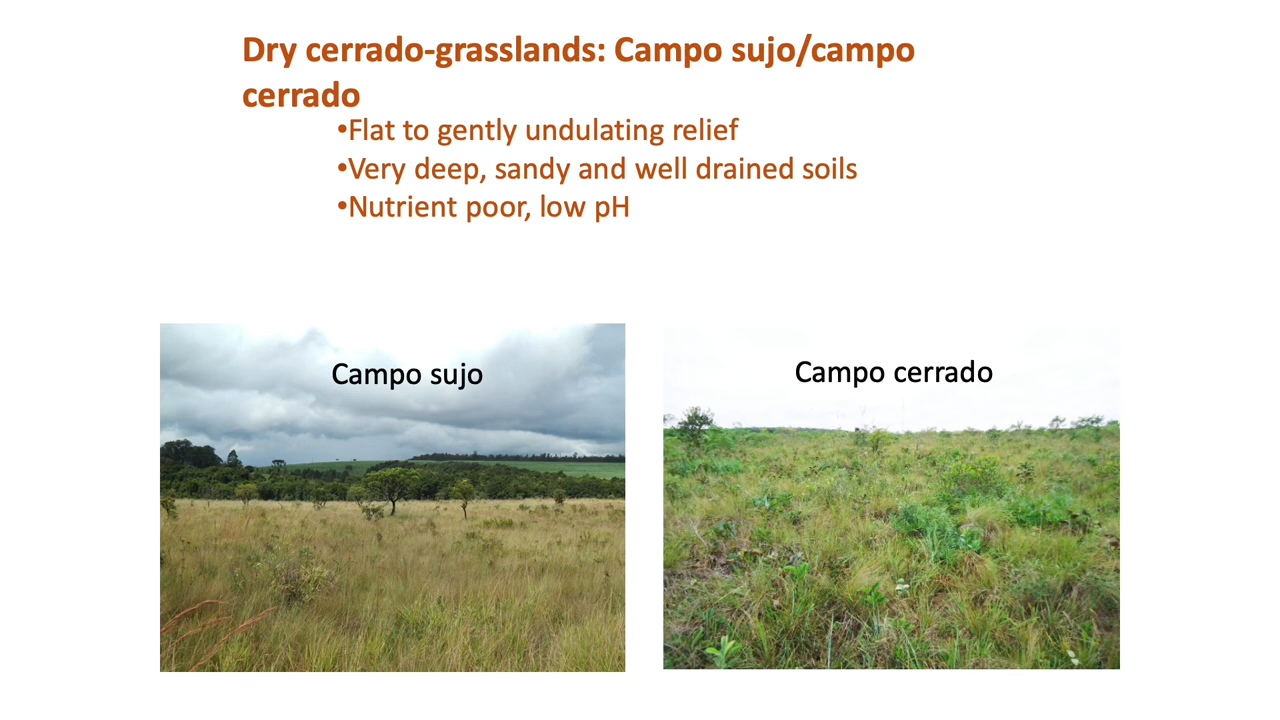 Dry cerrado-grasslands: Campo sujo/campo
cerrado
•Flat to gently undulating relief
•Very deep, sandy and well drained soils
•Nutrient poor, low pH
Campo sujo
Campo cerrado